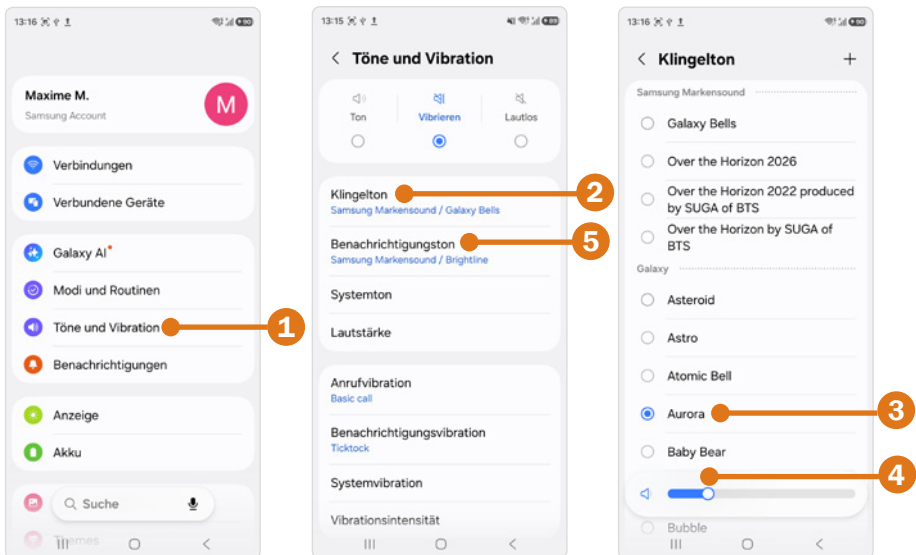 13:16
90
Maxime M.
Samsung Account
M
Verbindungen
Verbundene Geräte
Galaxy AI
Modi und Routinen
Töne und Vibration
1
Benachrichtigungen
Anzeige
Akku
Suche
Themes
13:15
Töne und Vibration
Ton
Vibrieren
Lautlos
Klingelton
2
Samsung Markensound / Galaxy Bells
Benachrichtigungston
5
Samsung Markensound / Brightline
Systemton
Lautstärke
Anrufvibration
Basic call
Benachrichtigungsvibration
Ticktock
Systemvibration
Vibrationsintensität
13:16
90
Klingelton
Samsung Markensound
Galaxy Bells
Over the Horizon 2026
Over the Horizon 2022 produced
by SUGA of BTS
Over the Horizon by SUGA of
BTS
Galaxy
Asteroid
Astro
Atomic Bell
Aurora
3
Baby Bear
4
Bubble